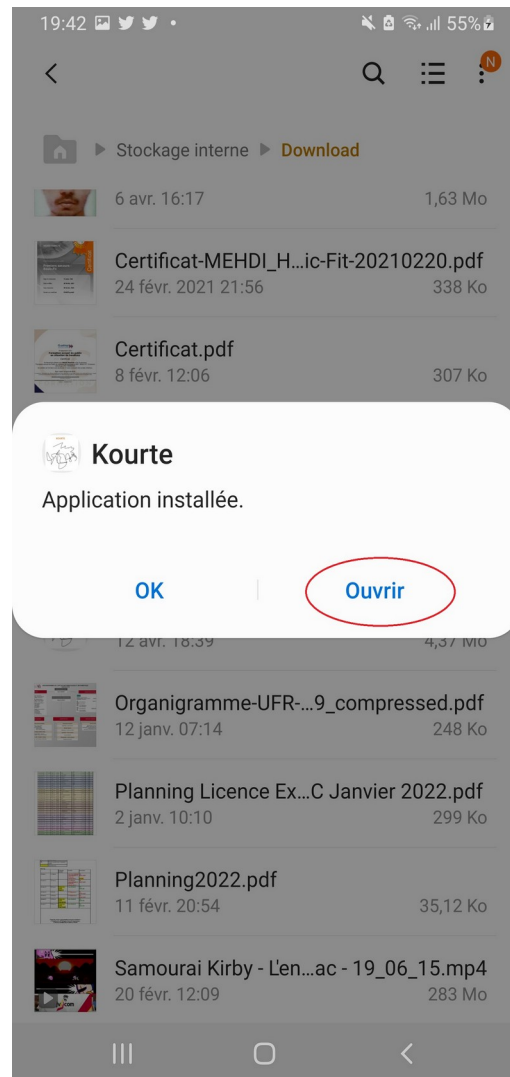 19:42
55%
N
Stockage interne Download
6 avr. 16:17 1,63 Mo
Certificat-MEHDI_H...ic-Fit-20210220.pdf
24 févr. 2021 21:56 338 Ko
Certificat.pdf
8 févr. 12:06 307 Ko
Kourte
Application installée.
OK Ouvrir
12 avr. 18:39 4,37 Mo
Organigramme-UFR-...9_compressed.pdf
12 janv. 07:14 248 Ko
Planning Licence Ex...C Janvier 2022.pdf
2 janv. 10:10 299 Ko
Planning2022.pdf
11 févr. 20:54 35,12 Ko
Samourai Kirby - L'en...ac - 19_06_15.mp4
20 févr. 12:09 283 Mo